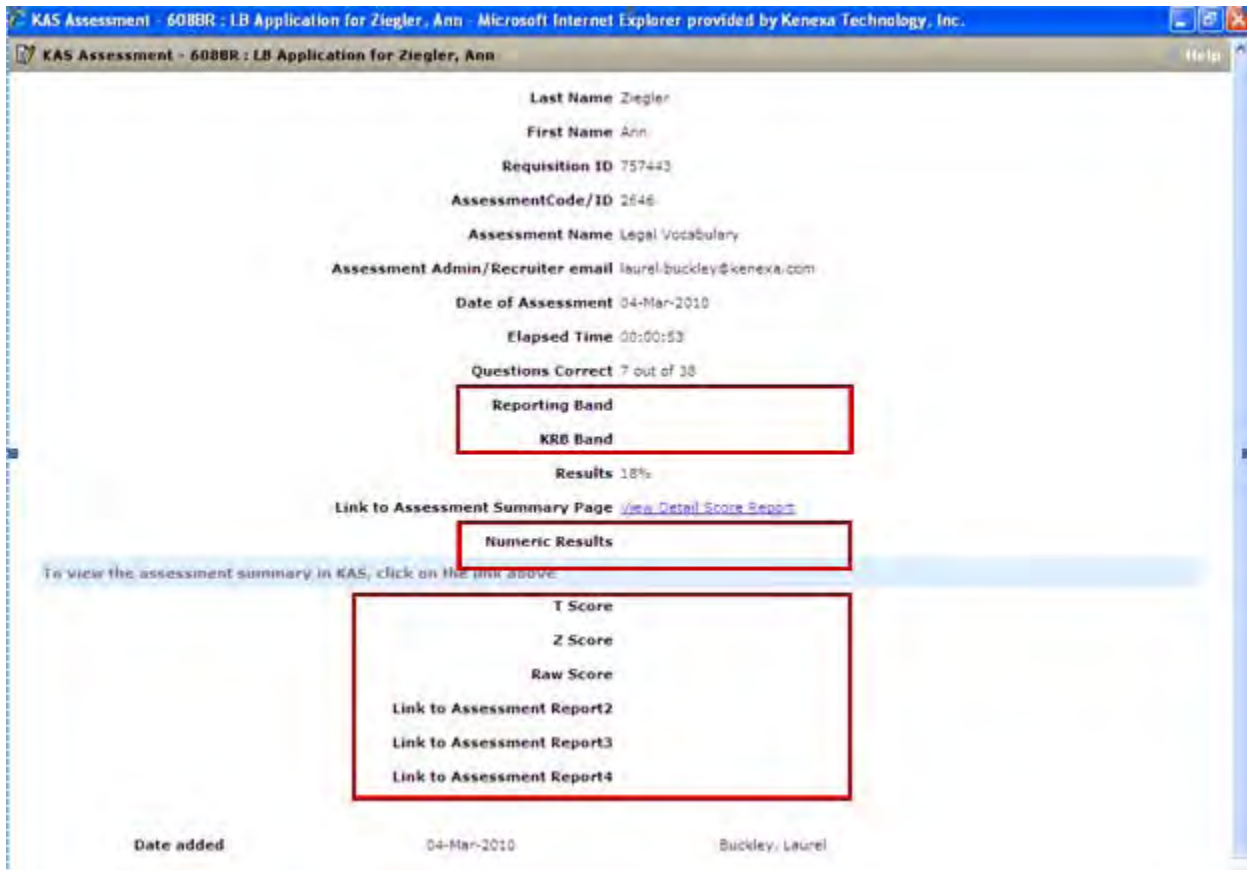 KAS Assessment - 608BR : LB Application for Ziegler, Ann - Microsoft Internet Explorer provided by Kenexa Technology, Inc.
KAS Assessment - 608BR : LB Application for Ziegler, Ann Help
Last Name Ziegler
First Name Ann
Requisition ID 757443
AssessmentCode/ID 2646
Assessment Name Legal Vocabulary
Assessment Admin/Recruiter email laurel.buckley@kenexa.com
Date of Assessment 04-Mar-2010
Elapsed Time 00:00:53
Questions Correct 7 out of 38
Reporting Band
KRB Band
Results 18%
Link to Assessment Summary Page View Detail Score Report
Numeric Results
To view the assessment summary in KAS, click on the link above
T Score
Z Score
Raw Score
Link to Assessment Report2
Link to Assessment Report3
Link to Assessment Report4
Date added 04-Mar-2010 Buckley, Laurel